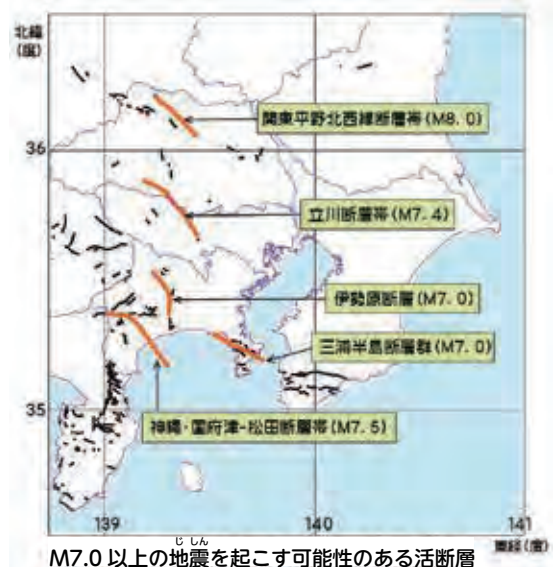 北緯
(度)
関東平野北西縁断層帯(M8.0)
36
立川断層帯(M7.4)
伊勢原断層(M7.0)
三浦半島断層群(M7.0)
35
神縄・国府津-松田断層帯(M7.5)
139
140
141
東経(度)
じしん
M7.0 以上の地震を起こす可能性のある活断層